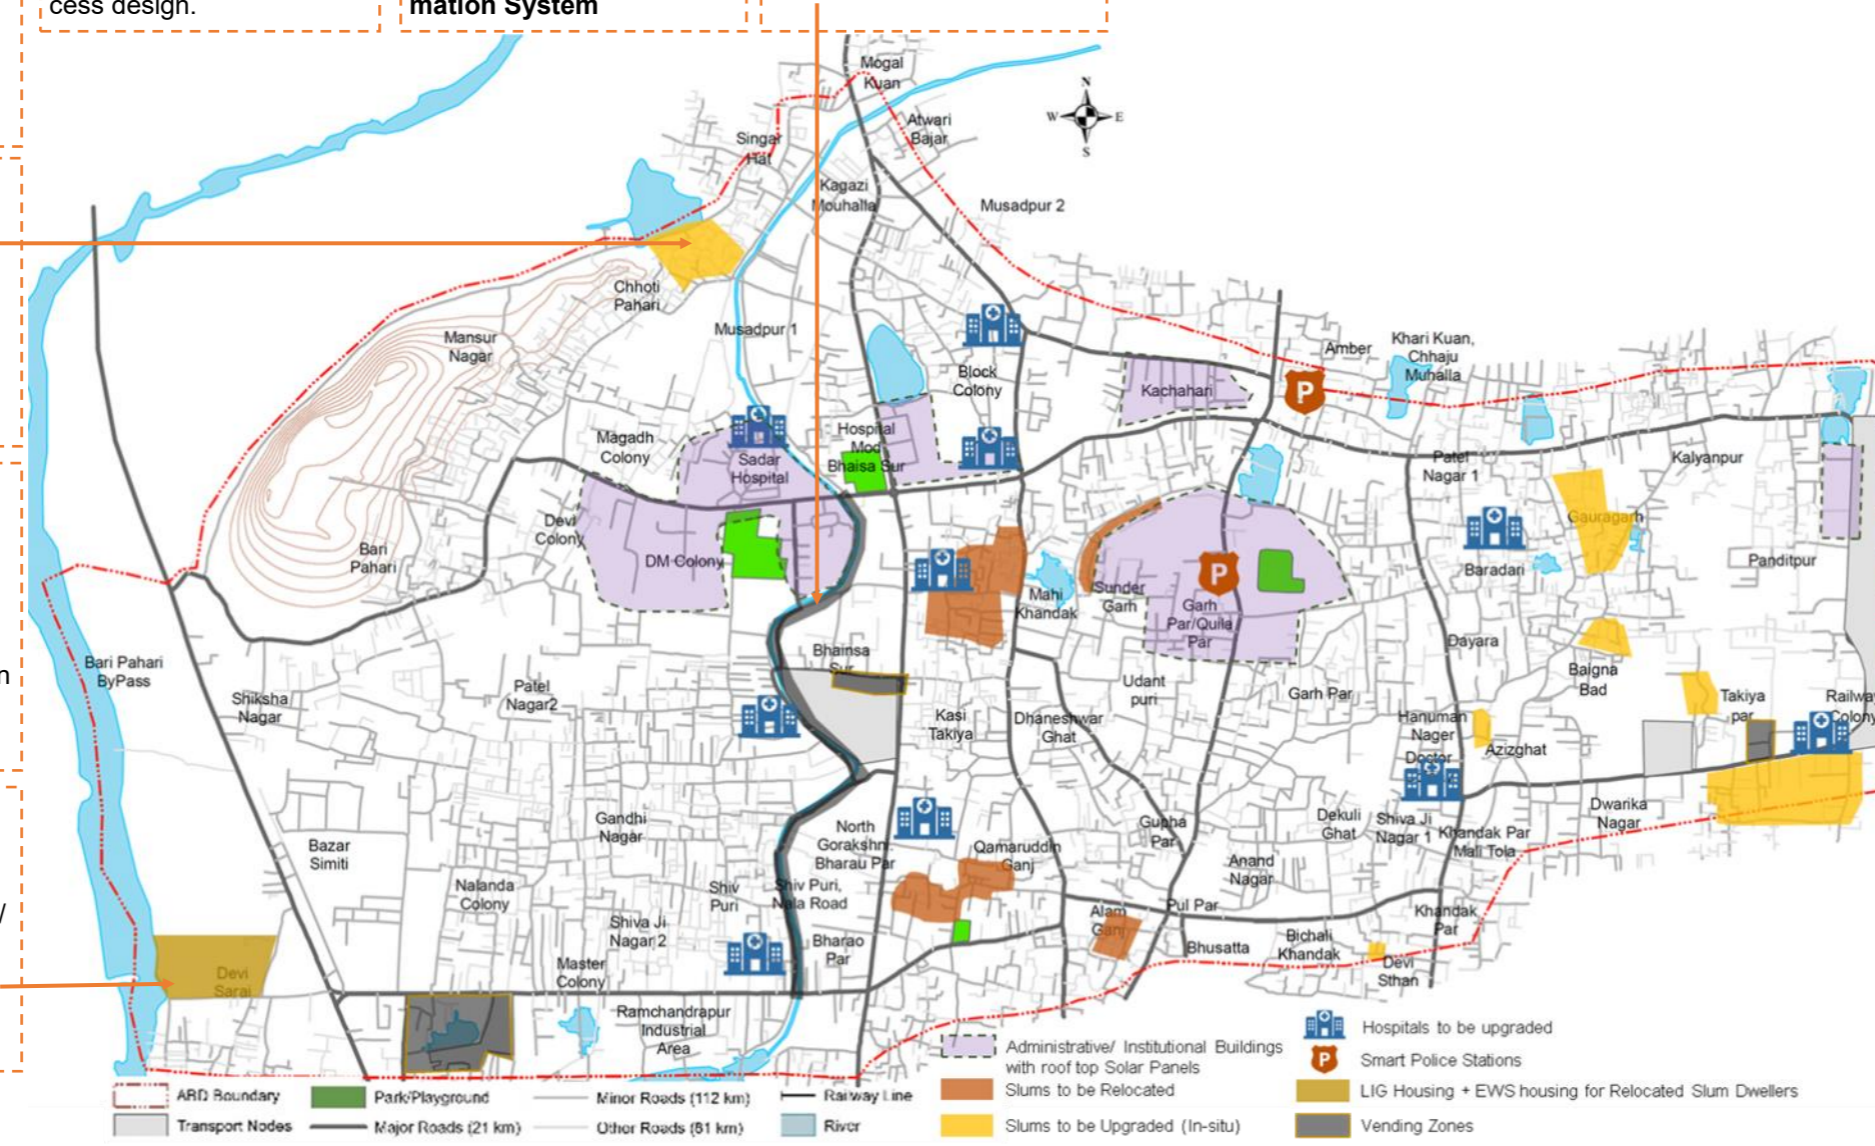 cess design.
mation System
n
/
Mogal
Kuan
N
W E
S
Atwari
Bajar
Singar
Hat
Kagazi
Mouhalla
Musadpur 2
Chhoti
Pahari
Musadpur 1
Mansur
Nagar
Amber
Khari Kuan,
Chhaju
Muhalla
Block
Colony
Kachahari
P
Magadh
Colony
Hospital
Mod
Bhaisa Sur
Sadar
Hospital
Patel
Nagar 1
Kalyanpur
Gauragarh
Devi
Colony
DM Colony
Bari
Pahari
P
Baradari
Panditpur
Mahi
Khandak
Sunder
Garh
Garh
Par/Quila
Par
Dayara
Bari Pahari
ByPass
Bhainsa
Sur
Baigna
Bad
Shiksha
Nagar
Patel
Nagar2
Udant
puri
Garh Par
Kasi
Takiya
Dhaneshwar
Ghat
Hanuman
Nager
Takiya
par
Railway
Colony
Azizghat
Doctor
Gandhi
Nagar
North
Gorakshni
Bharau Par
Gupha
Par
Dekuli
Ghat
Shiva Ji
Nagar 1
Khandak Par
Mali Tola
Dwarika
Nagar
Bazar
Simiti
Qamaruddin
Ganj
Anand
Nagar
Nalanda
Colony
Shiv
Puri
Shiv Puri,
Nala Road
Alam
Ganj
Pul Par
Khandak
Par
Shiva Ji
Nagar 2
Bharao
Par
Bhusatta
Bichali
Khandak
Devi
Sthan
Master
Colony
Devi
Sarai
Ramchandrapur
Industrial
Area
Administrative/ Institutional Buildings
with roof top Solar Panels
Hospitals to be upgraded
P Smart Police Stations
ABD Boundary Park/Playground Minor Roads (112 km) Railway Line Slums to be Relocated LIG Housing + EWS housing for Relocated Slum Dwellers
Transport Nodes Major Roads (21 km) Other Roads (81 km) River Slums to be Upgraded (In-situ) Vending Zones